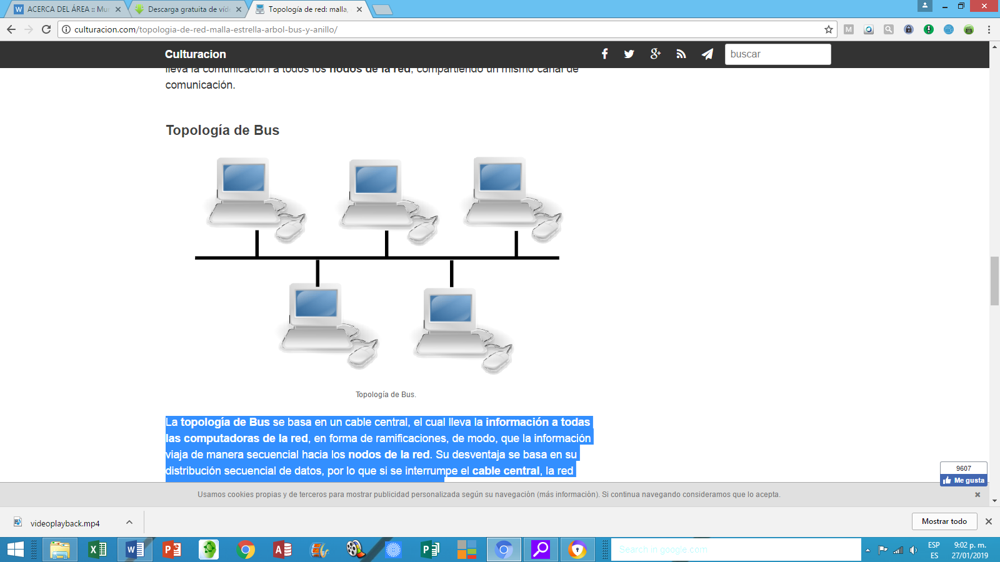 ACERCA DEL ÁREA :: Mun
Descarga gratuita de víde
Topología de red: malla,
culturacion.com/topologia-de-red-malla-estrella-arbol-bus-y-anillo/
Culturacion
buscar
lleva la comunicación a todos los nodos de la red, compartiendo un mismo canal de
comunicación.
Topología de Bus
Topología de Bus.
La topología de Bus se basa en un cable central, el cual lleva la información a todas
las computadoras de la red, en forma de ramificaciones, de modo, que la información
viaja de manera secuencial hacia los nodos de la red. Su desventaja se basa en su
distribución secuencial de datos, por lo que si se interrumpe el cable central, la red
9607
Me gusta
Usamos cookies propias y de terceros para mostrar publicidad personalizada según su navegación (más información). Si continua navegando consideramos que lo acepta.
videoplayback.mp4
Mostrar todo
Search in google.com
ESP
ES
9:02 p. m.
27/01/2019